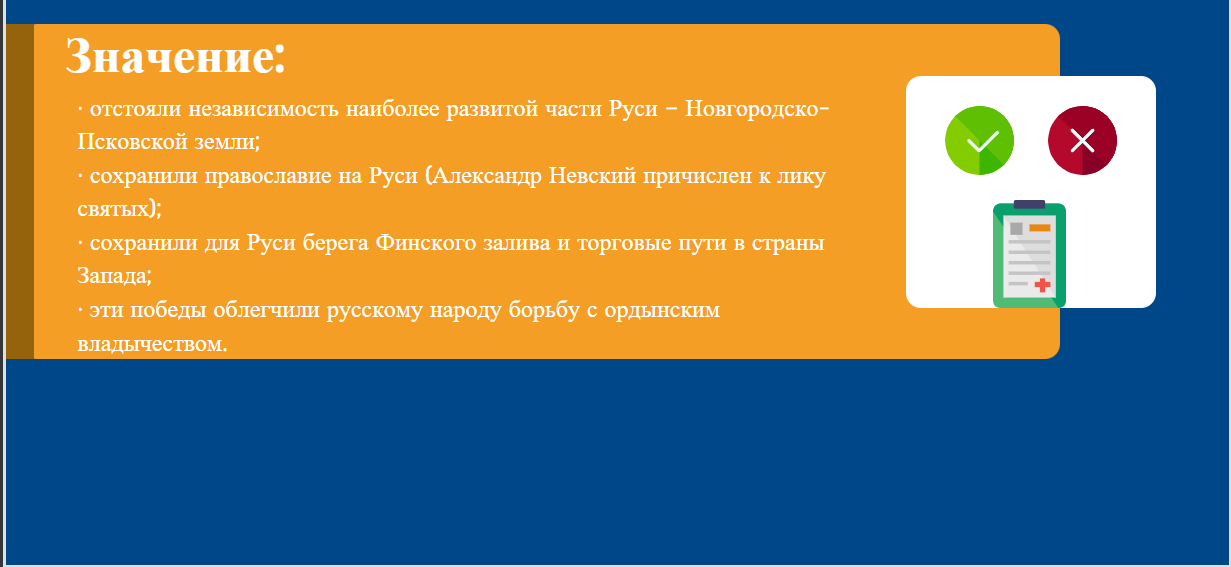 Значение:
· отстояли независимость наиболее развитой части Руси – Новгородско-
Псковской земли;
· сохранили православие на Руси (Александр Невский причислен к лику
святых);
· сохранили для Руси берега Финского залива и торговые пути в страны
Запада;
· эти победы облегчили русскому народу борьбу с ордынским
владычеством.